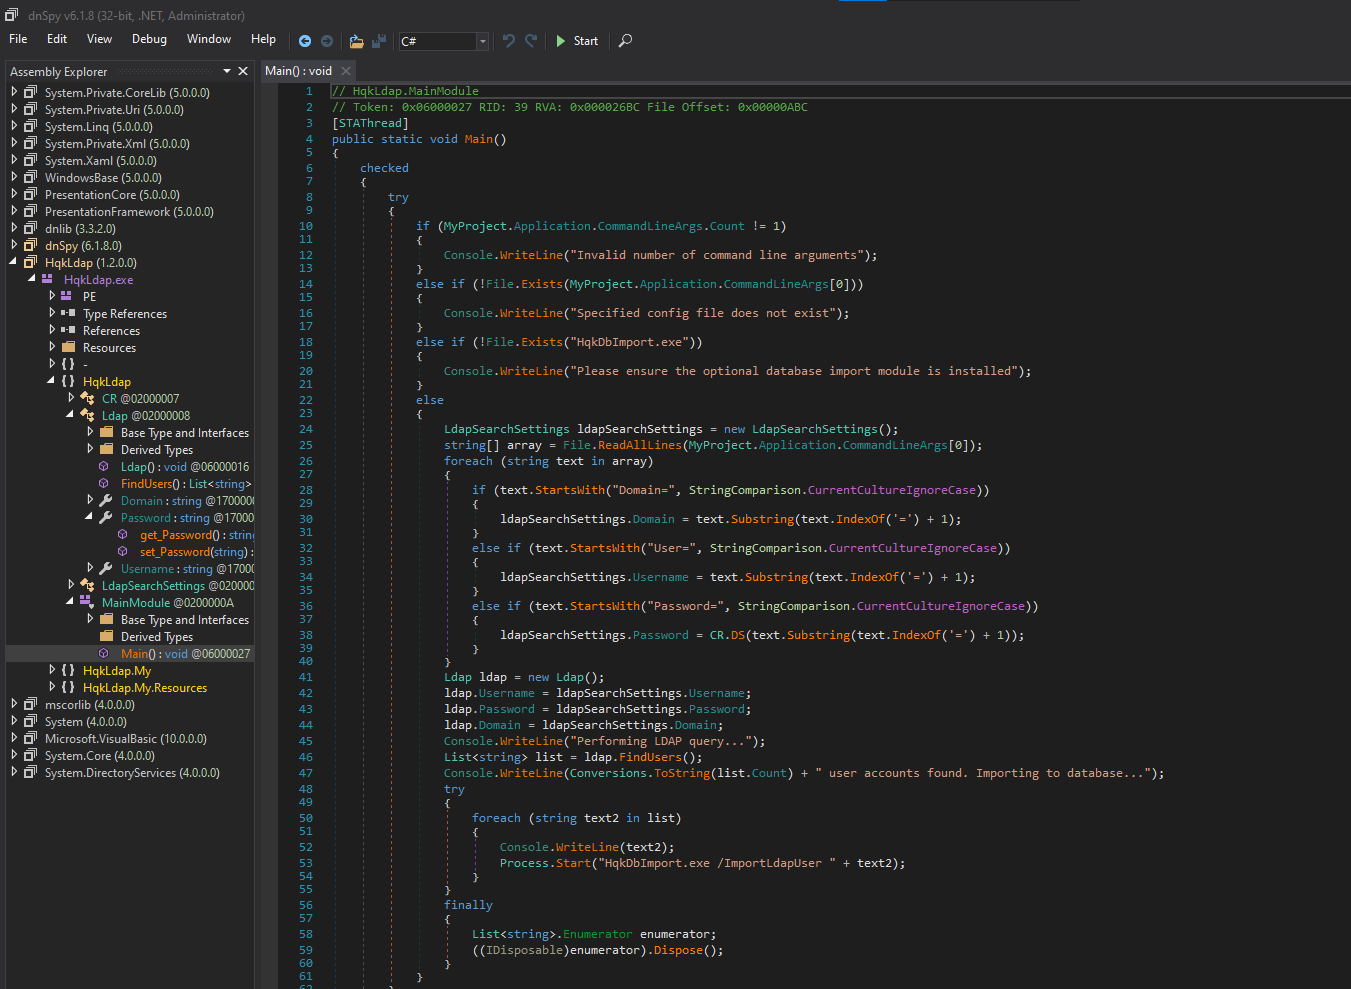 dnSpy v6.1.8 (32-bit, .NET, Administrator)
File Edit View Debug Window Help C# Start
Assembly Explorer
System.Private.CoreLib (5.0.0.0)
System.Private.Uri (5.0.0.0)
System.Linq (5.0.0.0)
System.Private.Xml (5.0.0.0)
System.Xaml (5.0.0.0)
WindowsBase (5.0.0.0)
PresentationCore (5.0.0.0)
PresentationFramework (5.0.0.0)
dnlib (3.3.2.0)
dnSpy (6.1.8.0)
HqkLdap (1.2.0.0)
HqkLdap.exe
PE
Type References
References
Resources
{ } -
{ } HqkLdap
CR @02000007
Ldap @02000008
Base Type and Interfaces
Derived Types
Ldap() : void @06000016
FindUsers() : List<string>
Domain : string @1700000
Password : string @17000
get_Password() : string
set_Password(string) :
Username : string @1700
LdapSearchSettings @020000
MainModule @0200000A
Base Type and Interfaces
Derived Types
Main() : void @06000027
{ } HqkLdap.My
{ } HqkLdap.My.Resources
mscorlib (4.0.0.0)
System (4.0.0.0)
Microsoft.VisualBasic (10.0.0.0)
System.Core (4.0.0.0)
System.DirectoryServices (4.0.0.0)
Main() : void
1 // HqkLdap.MainModule
2 // Token: 0x06000027 RID: 39 RVA: 0x000026BC File Offset: 0x00000ABC
3 [STAThread]
4 public static void Main()
5 {
6 checked
7 {
8 try
9 {
10 if (MyProject.Application.CommandLineArgs.Count != 1)
11 {
12 Console.WriteLine("Invalid number of command line arguments");
13 }
14 else if (!File.Exists(MyProject.Application.CommandLineArgs[0]))
15 {
16 Console.WriteLine("Specified config file does not exist");
17 }
18 else if (!File.Exists("HqkDbImport.exe"))
19 {
20 Console.WriteLine("Please ensure the optional database import module is installed");
21 }
22 else
23 {
24 LdapSearchSettings ldapSearchSettings = new LdapSearchSettings();
25 string[] array = File.ReadAllLines(MyProject.Application.CommandLineArgs[0]);
26 foreach (string text in array)
27 {
28 if (text.StartsWith("Domain=", StringComparison.CurrentCultureIgnoreCase))
29 {
30 ldapSearchSettings.Domain = text.Substring(text.IndexOf('=') + 1);
31 }
32 else if (text.StartsWith("User=", StringComparison.CurrentCultureIgnoreCase))
33 {
34 ldapSearchSettings.Username = text.Substring(text.IndexOf('=') + 1);
35 }
36 else if (text.StartsWith("Password=", StringComparison.CurrentCultureIgnoreCase))
37 {
38 ldapSearchSettings.Password = CR.DS(text.Substring(text.IndexOf('=') + 1));
39 }
40 }
41 Ldap ldap = new Ldap();
42 ldap.Username = ldapSearchSettings.Username;
43 ldap.Password = ldapSearchSettings.Password;
44 ldap.Domain = ldapSearchSettings.Domain;
45 Console.WriteLine("Performing LDAP query...");
46 List<string> list = ldap.FindUsers();
47 Console.WriteLine(Conversions.ToString(list.Count) + " user accounts found. Importing to database...");
48 try
49 {
50 foreach (string text2 in list)
51 {
52 Console.WriteLine(text2);
53 Process.Start("HqkDbImport.exe /ImportLdapUser " + text2);
54 }
55 }
56 finally
57 {
58 List<string>.Enumerator enumerator;
59 ((IDisposable)enumerator).Dispose();
60 }
61 }